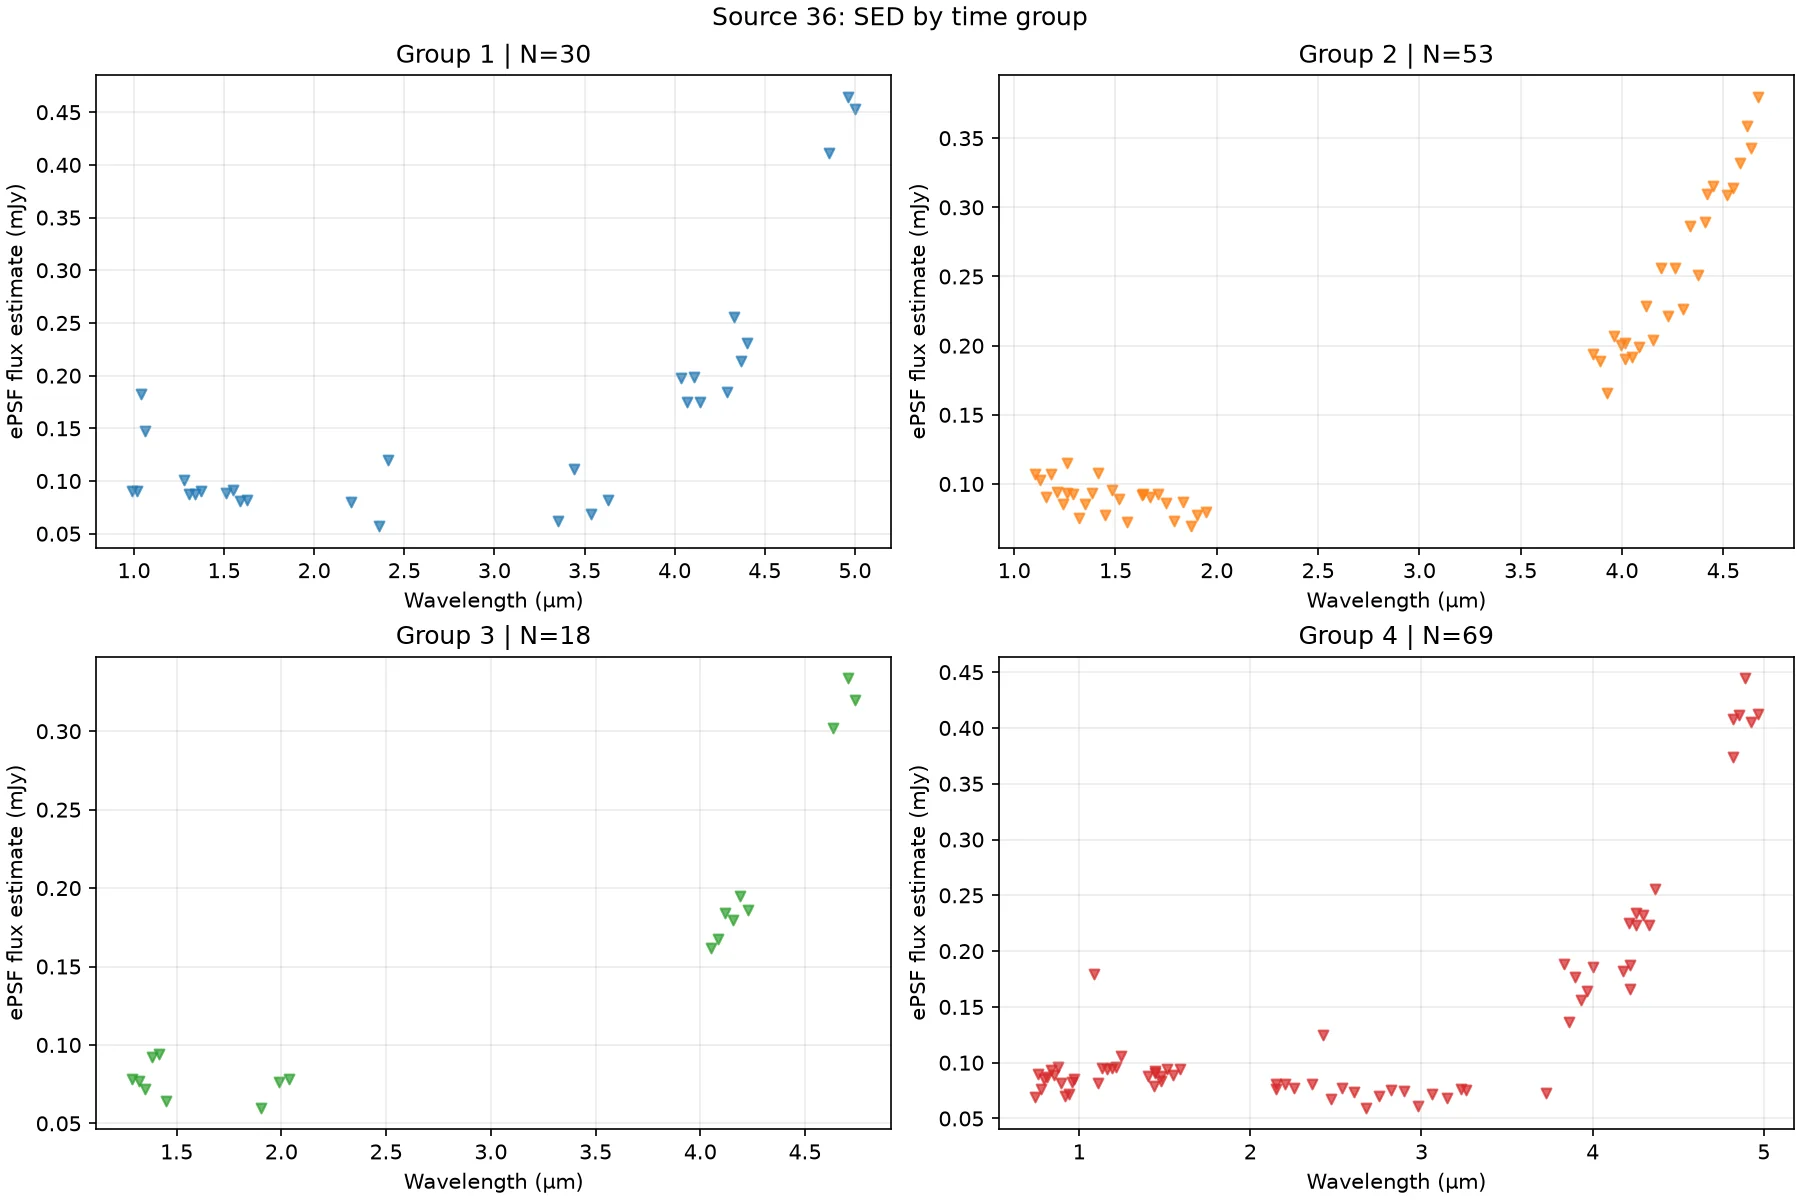 Source 36: SED by time group
Group 1 | N=30
ePSF flux estimate (mJy)
0.45
0.40
0.35
0.30
0.25
0.20
0.15
0.10
0.05
1.0 1.5 2.0 2.5 3.0 3.5 4.0 4.5 5.0
Wavelength (μm)
Group 2 | N=53
ePSF flux estimate (mJy)
0.35
0.30
0.25
0.20
0.15
0.10
1.0 1.5 2.0 2.5 3.0 3.5 4.0 4.5
Wavelength (μm)
Group 3 | N=18
ePSF flux estimate (mJy)
0.30
0.25
0.20
0.15
0.10
0.05
1.5 2.0 2.5 3.0 3.5 4.0 4.5
Wavelength (μm)
Group 4 | N=69
ePSF flux estimate (mJy)
0.45
0.40
0.35
0.30
0.25
0.20
0.15
0.10
0.05
1 2 3 4 5
Wavelength (μm)